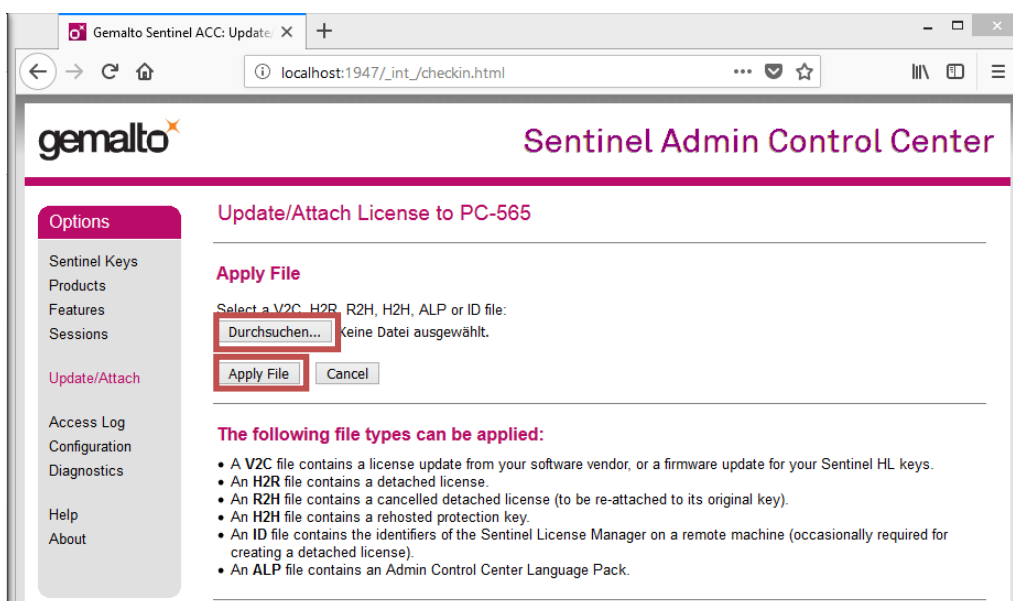 Gemalto Sentinel ACC: Update/
localhost:1947/_int_/checkin.html
gemalto
Sentinel Admin Control Center
Options
Sentinel Keys
Products
Features
Sessions
Update/Attach
Access Log
Configuration
Diagnostics
Help
About
Update/Attach License to PC-565
Apply File
Select a V2C, H2R, R2H, H2H, ALP or ID file:
Durchsuchen... Keine Datei ausgewählt.
Apply File Cancel
The following file types can be applied:
• A V2C file contains a license update from your software vendor, or a firmware update for your Sentinel HL keys.
• An H2R file contains a detached license.
• An R2H file contains a cancelled detached license (to be re-attached to its original key).
• An H2H file contains a rehosted protection key.
• An ID file contains the identifiers of the Sentinel License Manager on a remote machine (occasionally required for
creating a detached license).
• An ALP file contains an Admin Control Center Language Pack.